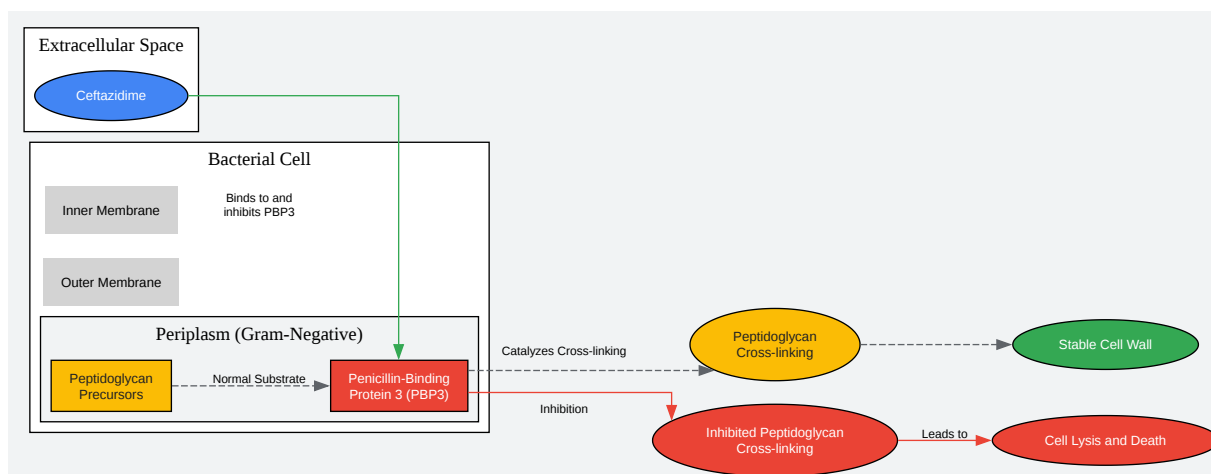 Extracellular Space
Ceftazidime
Bacterial Cell
Inner Membrane
Binds to and
inhibits PBP3
Outer Membrane
Periplasm (Gram-Negative)
Peptidoglycan
Precursors
Normal Substrate
Penicillin-Binding
Protein 3 (PBP3)
Catalyzes Cross-linking
Peptidoglycan
Cross-linking
Stable Cell Wall
Inhibition
Inhibited Peptidoglycan
Cross-linking
Leads to
Cell Lysis and Death